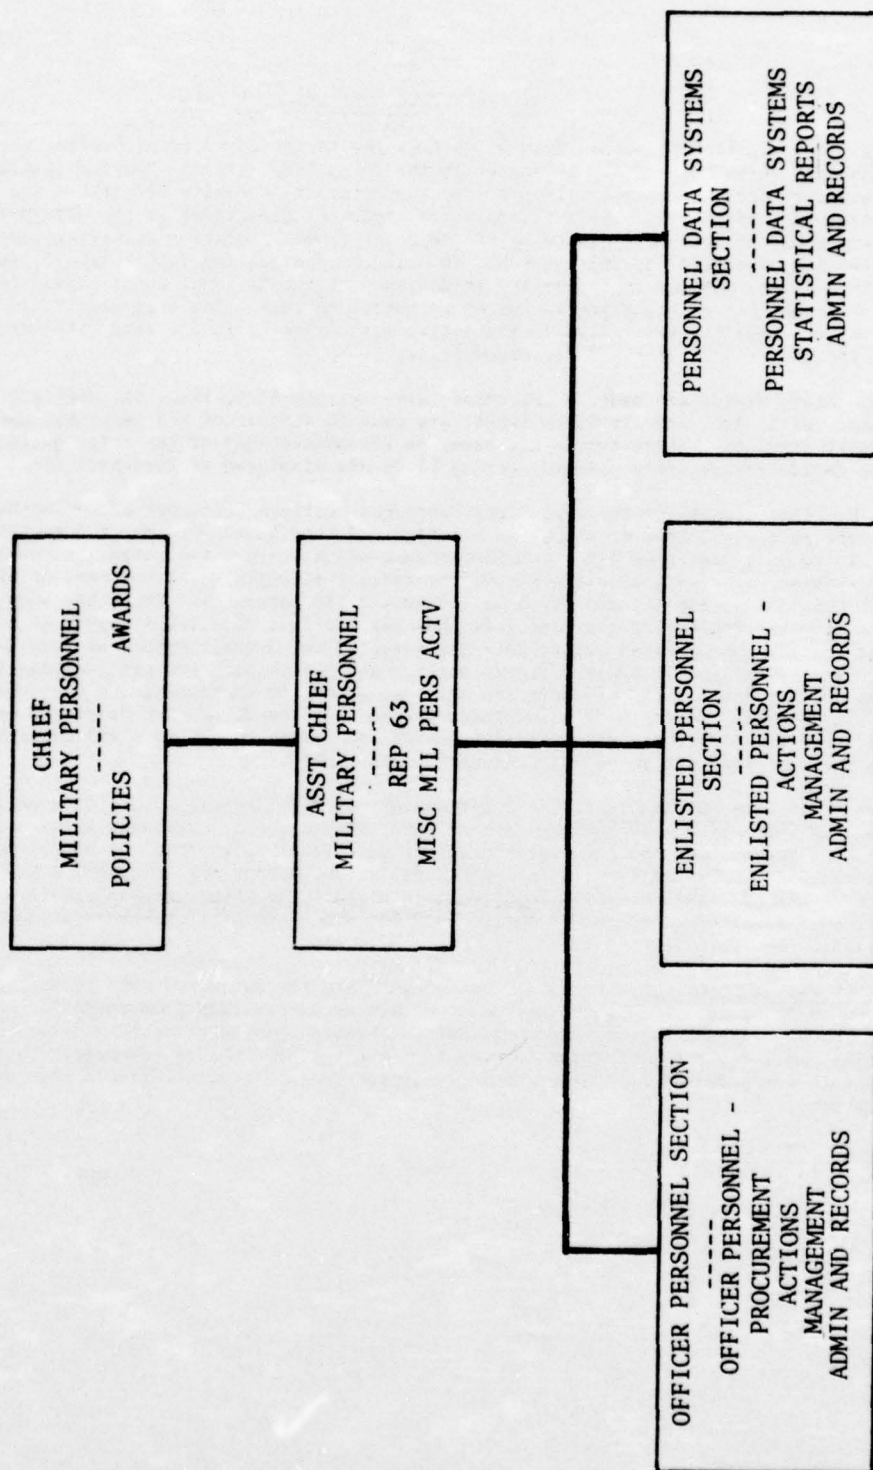 CHIEF
MILITARY PERSONNEL
-----
POLICIES AWARDS
ASST CHIEF
MILITARY PERSONNEL
-----
REP 63
MISC MIL PERS ACTV
OFFICER PERSONNEL SECTION
-----
OFFICER PERSONNEL -
PROCUREMENT
ACTIONS
MANAGEMENT
ADMIN AND RECORDS
ENLISTED PERSONNEL
SECTION
-----
ENLISTED PERSONNEL -
ACTIONS
MANAGEMENT
ADMIN AND RECORDS
PERSONNEL DATA SYSTEMS
SECTION
-----
PERSONNEL DATA SYSTEMS
STATISTICAL REPORTS
ADMIN AND RECORDS